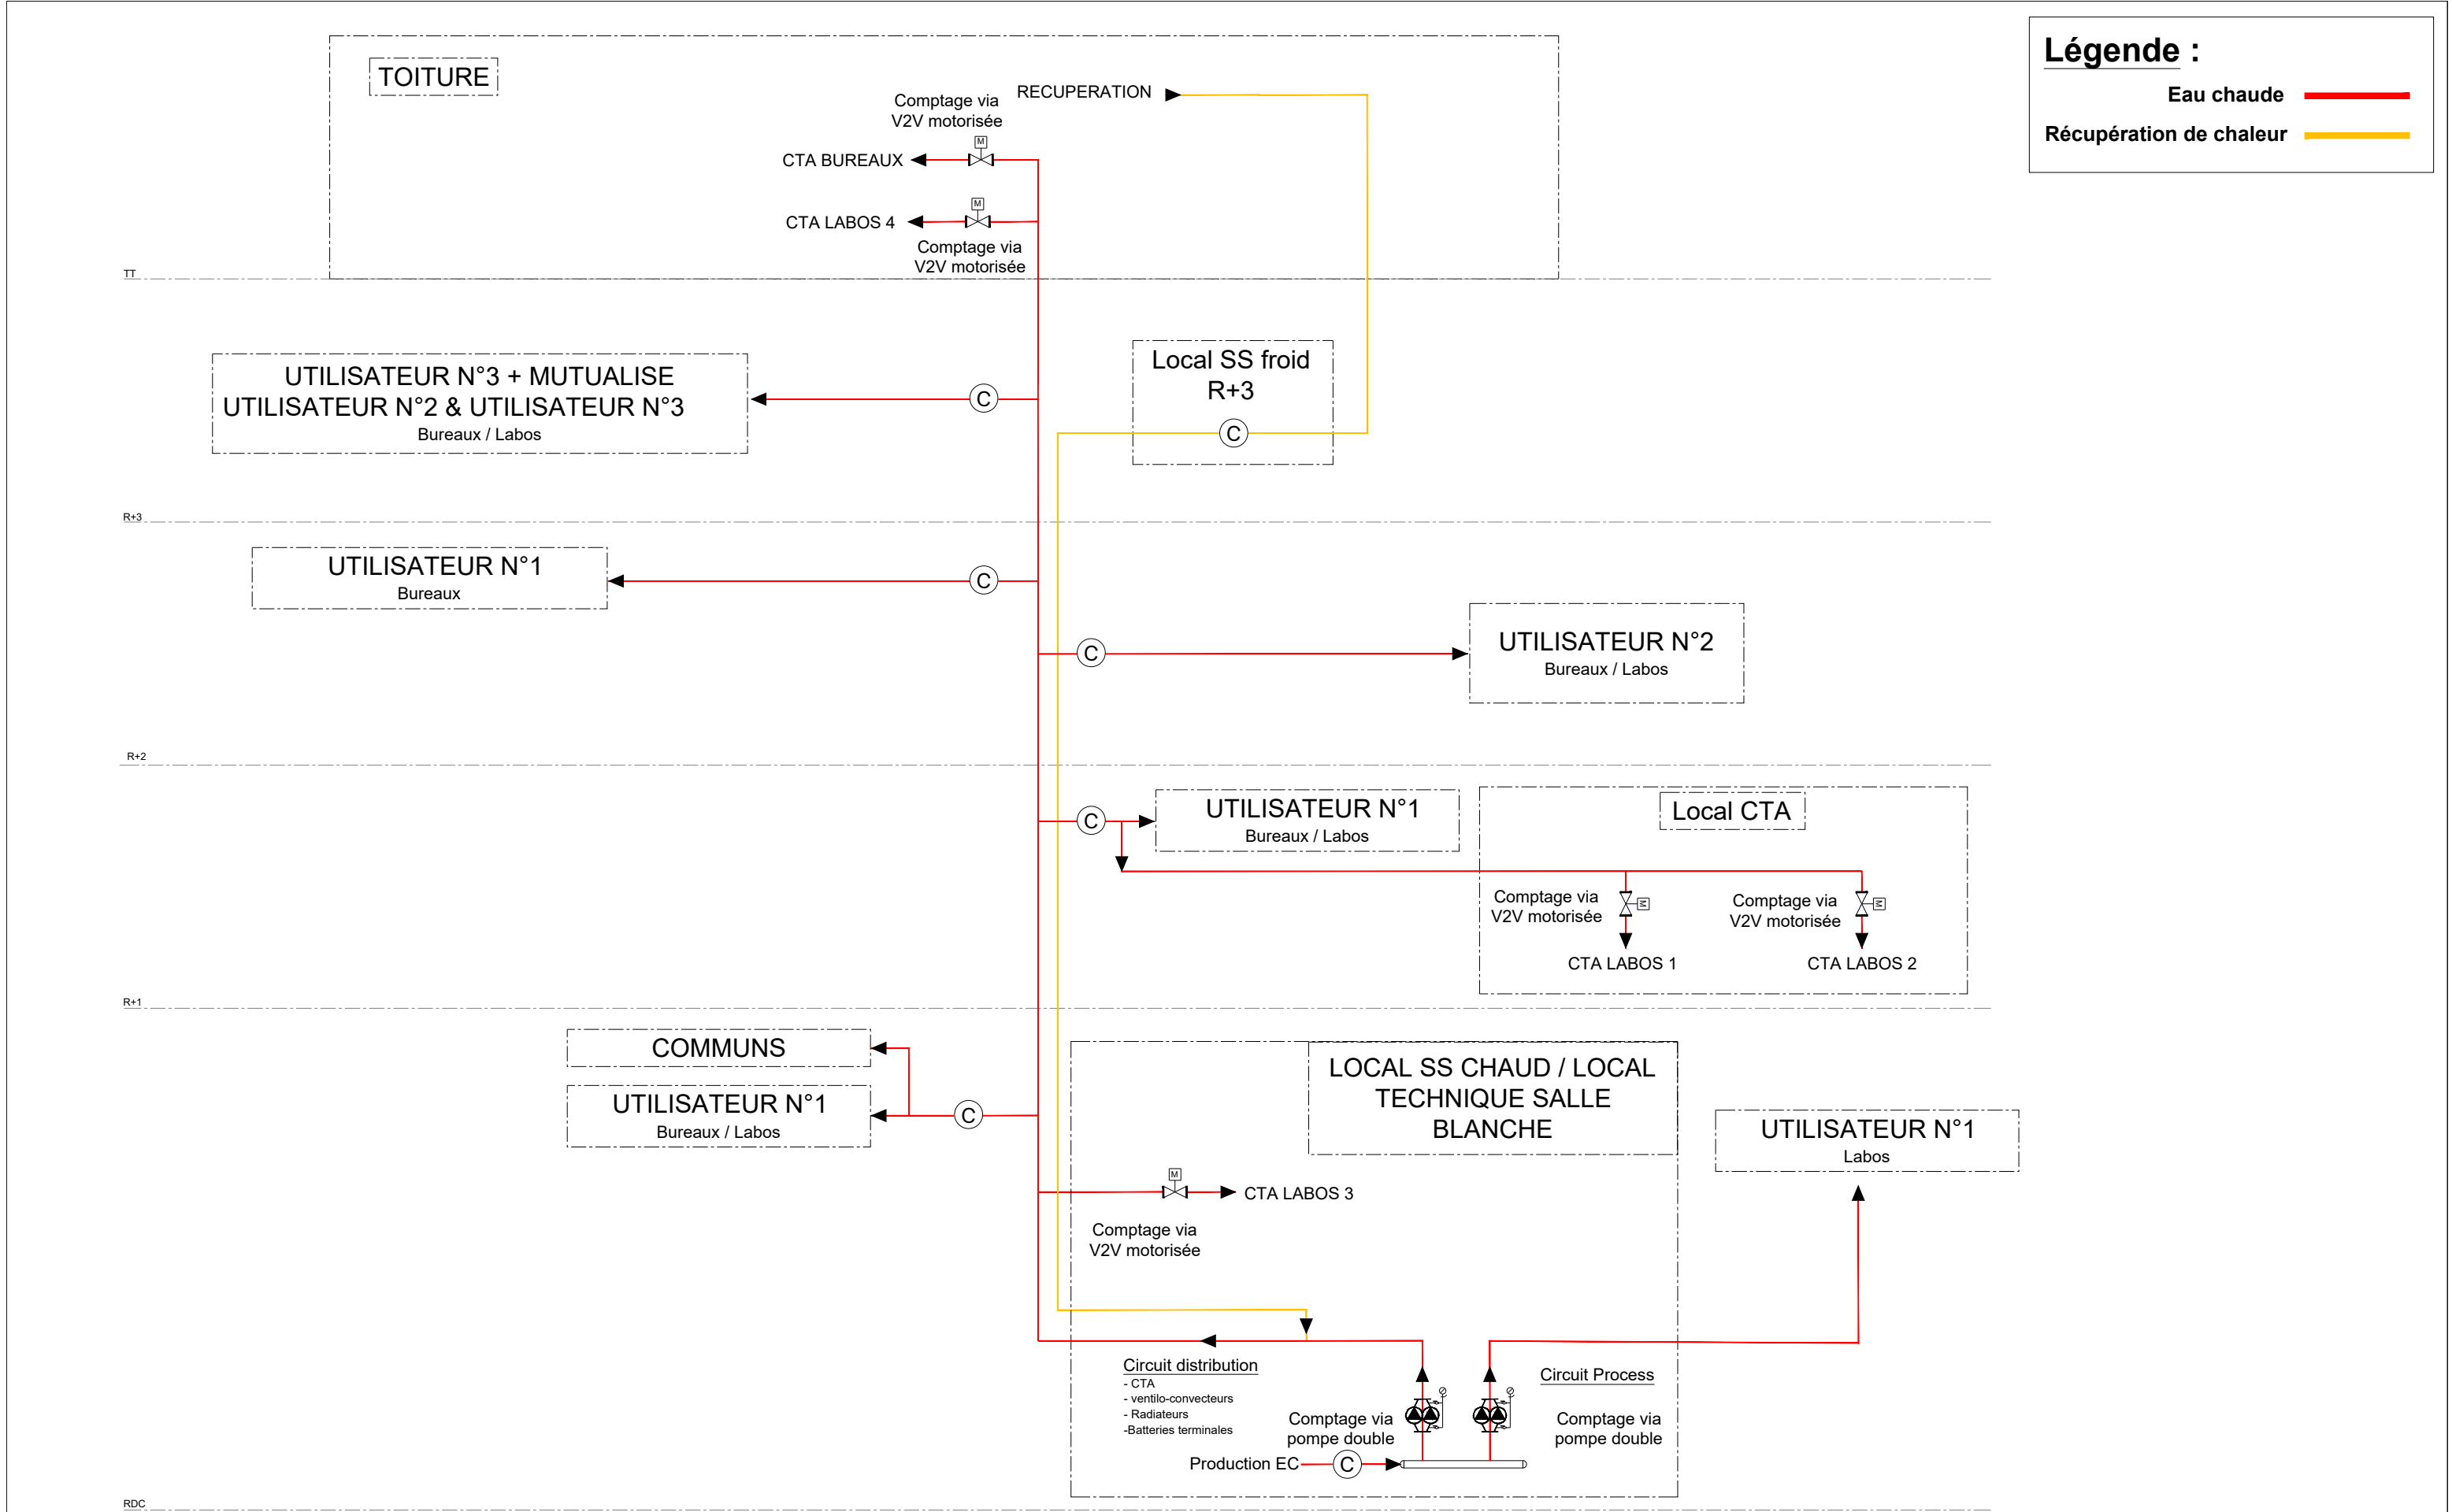 Légende :
Eau chaude
Récupération de chaleur
TOITURE
RECUPERATION
Comptage via
V2V motorisée
M
CTA BUREAUX
M
CTA LABOS 4
Comptage via
V2V motorisée
TT
UTILISATEUR N°3 + MUTUALISE
UTILISATEUR N°2 & UTILISATEUR N°3
Bureaux / Labos
C
Local SS froid
R+3
C
R+3
UTILISATEUR N°1
Bureaux
C
C
UTILISATEUR N°2
Bureaux / Labos
R+2
C
UTILISATEUR N°1
Bureaux / Labos
Local CTA
Comptage via
V2V motorisée
M
Comptage via
V2V motorisée
M
CTA LABOS 1
CTA LABOS 2
R+1
COMMUNS
UTILISATEUR N°1
Bureaux / Labos
C
LOCAL SS CHAUD / LOCAL
TECHNIQUE SALLE
BLANCHE
UTILISATEUR N°1
Labos
M
CTA LABOS 3
Comptage via
V2V motorisée
Circuit distribution
- CTA
- ventilo-convecteurs
- Radiateurs
-Batteries terminales
Circuit Process
Comptage via
pompe double
Comptage via
pompe double
Production EC
C
RDC